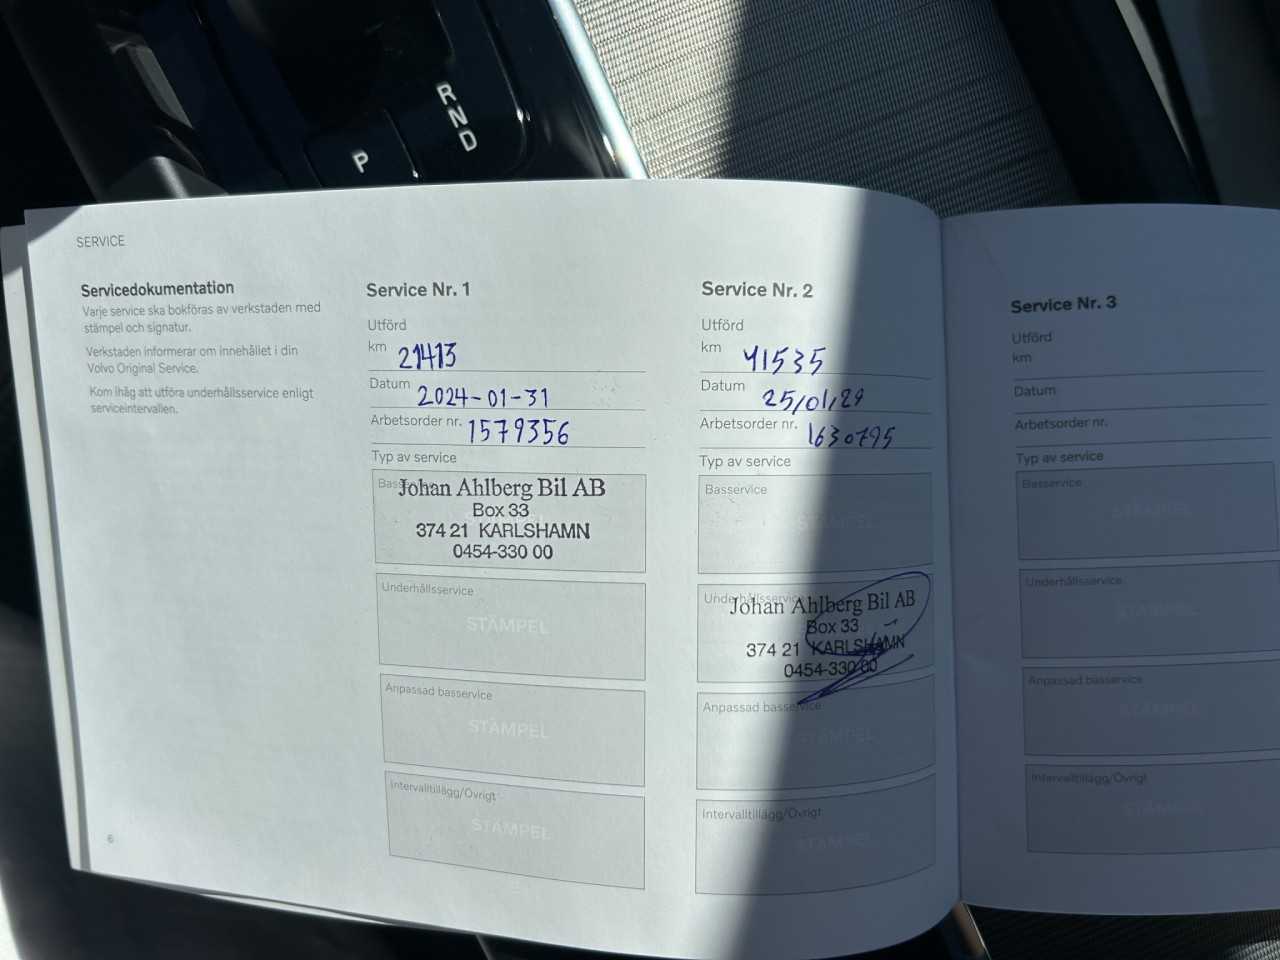 R
N
D
P
SERVICE
Servicedokumentation
Varje service ska bokföras av verkstaden med
stämpel och signatur.
Verkstaden informerar om innehållet i din
Volvo Original Service.
Kom ihåg att utföra underhållsservice enligt
serviceintervallen.
6
Service Nr. 1
Utförd
km 21413
Datum 2024-01-31
Arbetsorder nr. 1579356
Typ av service
Basservice
Johan Ahlberg Bil AB
Box 33
374 21 KARLSHAMN
0454-330 00
Underhållsservice
STÄMPEL
Anpassad basservice
STÄMPEL
Intervalltillägg/Övrigt
STÄMPEL
Service Nr. 2
Utförd
km 41535
Datum 25/01/29
Arbetsorder nr. 1630795
Typ av service
Basservice
STÄMPEL
Underhållsservice
Johan Ahlberg Bil AB
Box 33
374 21 KARLSHAMN
0454-330 00
Anpassad basservice
STÄMPEL
Intervalltillägg/Övrigt
STÄMPEL
Service Nr. 3
Utförd
km
Datum
Arbetsorder nr.
Typ av service
Basservice
STÄMPEL
Underhållsservice
STÄMPEL
Anpassad basservice
STÄMPEL
Intervalltillägg/Övrigt
STÄMPEL